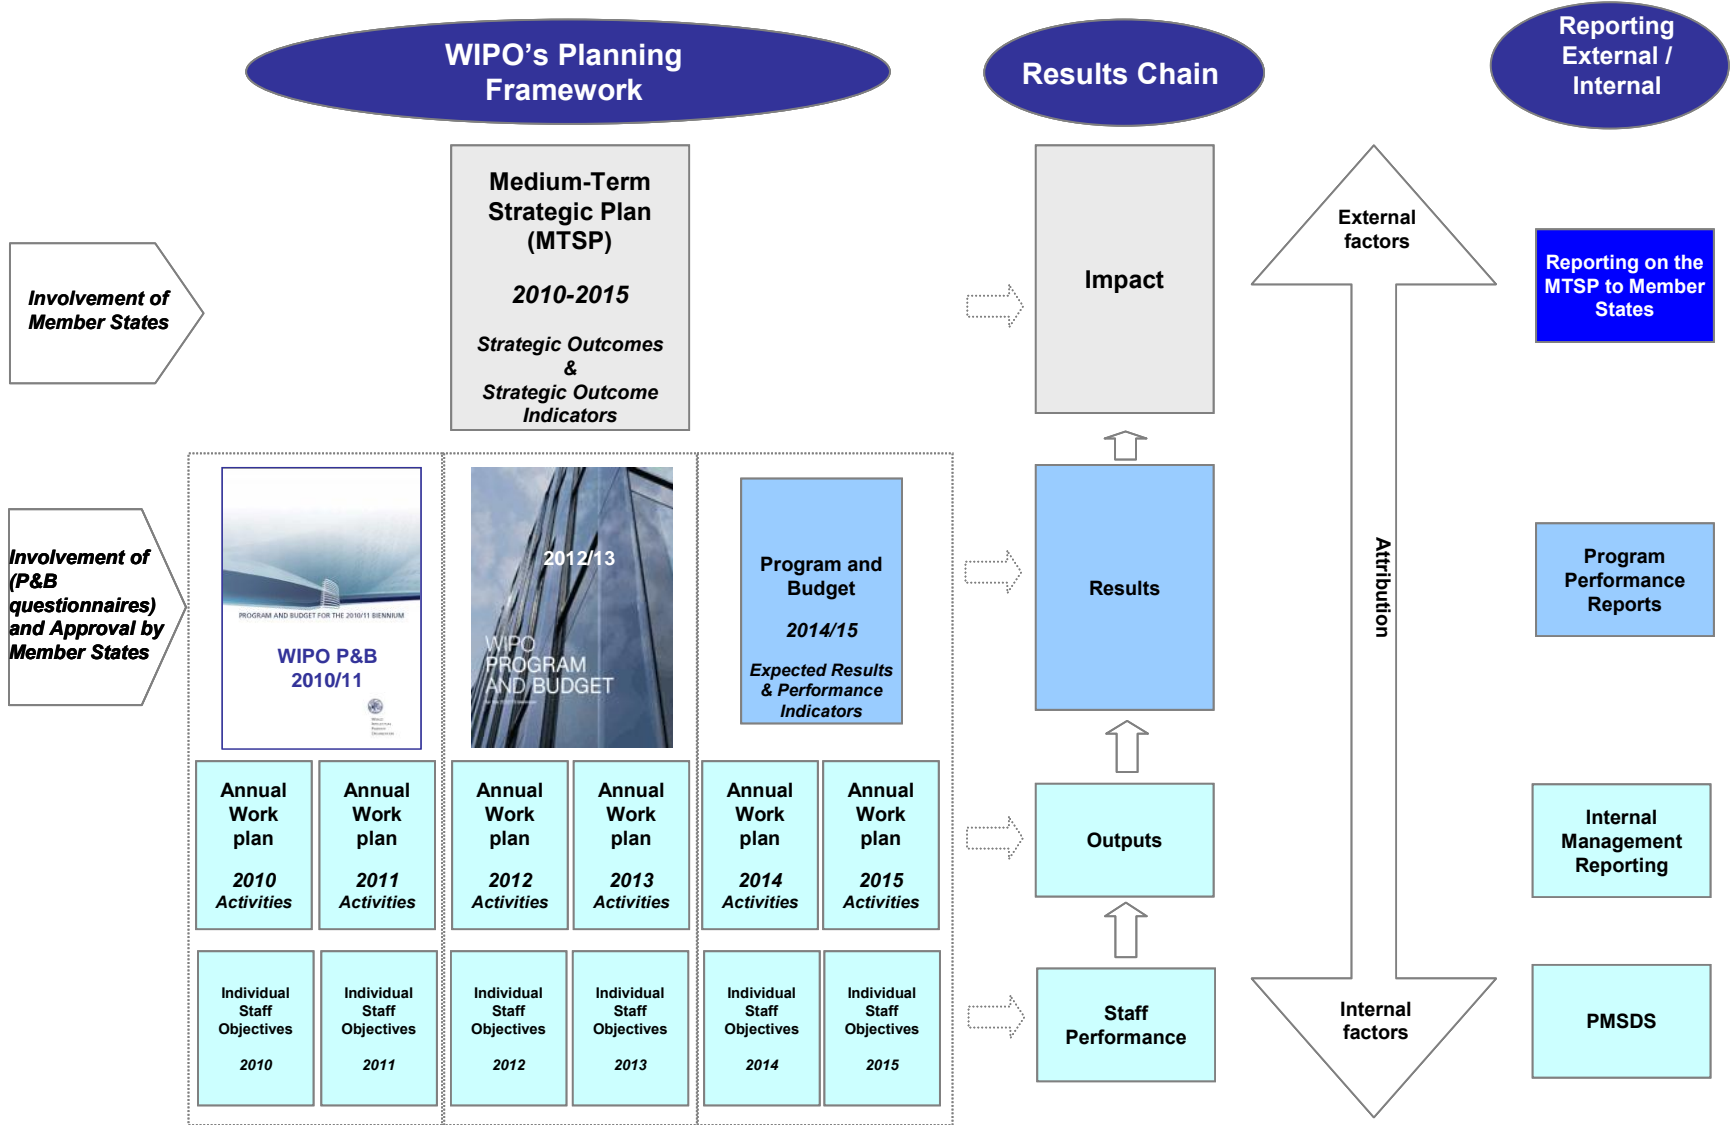 WIPO's Planning
Framework
Results Chain
Reporting
External /
Internal
Medium-Term
Strategic Plan
(MTSP)
2010-2015
Strategic Outcomes
&
Strategic Outcome
Indicators
Impact
External
factors
Reporting on the
MTSP to Member
States
Involvement of
Member States
Involvement of
(P&B
questionnaires)
and Approval by
Member States
PROGRAM AND BUDGET FOR THE 2010/11 BIENNIUM
WIPO P&B
2010/11
2012/13
WIPO
PROGRAM
AND BUDGET
Program and
Budget
2014/15
Expected Results
& Performance
Indicators
Results
Attribution
Program
Performance
Reports
Annual
Work
plan
2010
Activities
Annual
Work
plan
2011
Activities
Annual
Work
plan
2012
Activities
Annual
Work
plan
2013
Activities
Annual
Work
plan
2014
Activities
Annual
Work
plan
2015
Activities
Outputs
Internal
Management
Reporting
Individual
Staff
Objectives
2010
Individual
Staff
Objectives
2011
Individual
Staff
Objectives
2012
Individual
Staff
Objectives
2013
Individual
Staff
Objectives
2014
Individual
Staff
Objectives
2015
Staff
Performance
Internal
factors
PMSDS